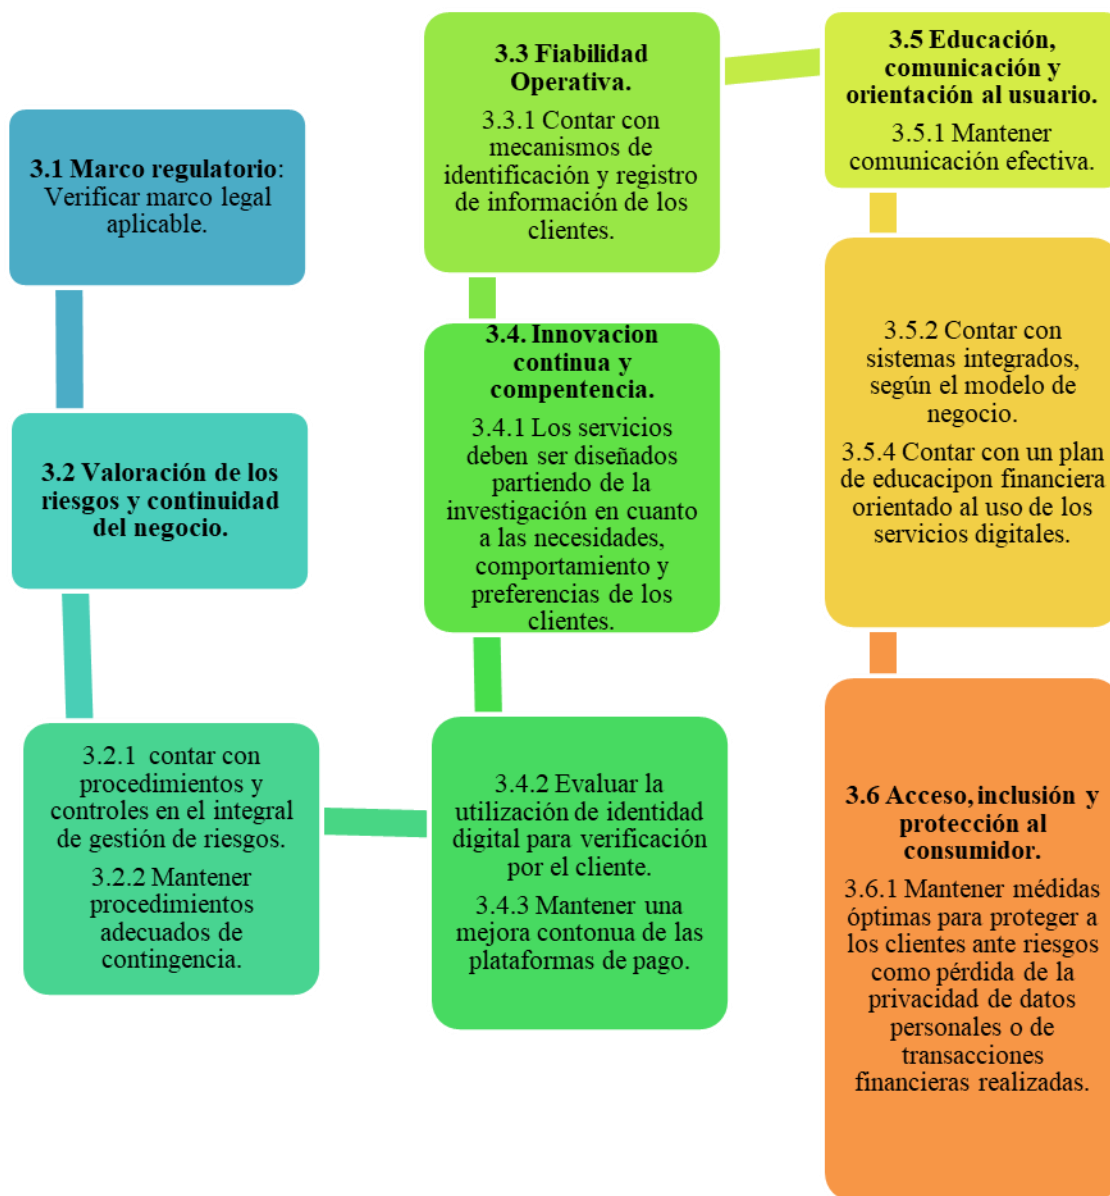 3.1 Marco regulatorio:
Verificar marco legal
aplicable.
3.2 Valoración de los
riesgos y continuidad
del negocio.
3.2.1 contar con
procedimientos y
controles en el integral
de gestión de riesgos.
3.2.2 Mantener
procedimientos
adecuados de
contingencia.
3.3 Fiabilidad
Operativa.
3.3.1 Contar con
mecanismos de
identificación y registro
de información de los
clientes.
3.4. Innovacion
continua y
compentencia.
3.4.1 Los servicios
deben ser diseñados
partiendo de la
investigación en cuanto
a las necesidades,
comportamiento y
preferencias de los
clientes.
3.4.2 Evaluar la
utilización de identidad
digital para verificación
por el cliente.
3.4.3 Mantener una
mejora contonua de las
plataformas de pago.
3.5 Educación,
comunicación y
orientación al usuario.
3.5.1 Mantener
comunicación efectiva.
3.5.2 Contar con
sistemas integrados,
según el modelo de
negocio.
3.5.4 Contar con un plan
de educacipon financiera
orientado al uso de los
servicios digitales.
3.6 Acceso, inclusión y
protección al
consumidor.
3.6.1 Mantener médidas
óptimas para proteger a
los clientes ante riesgos
como pérdida de la
privacidad de datos
personales o de
transacciones
financieras realizadas.